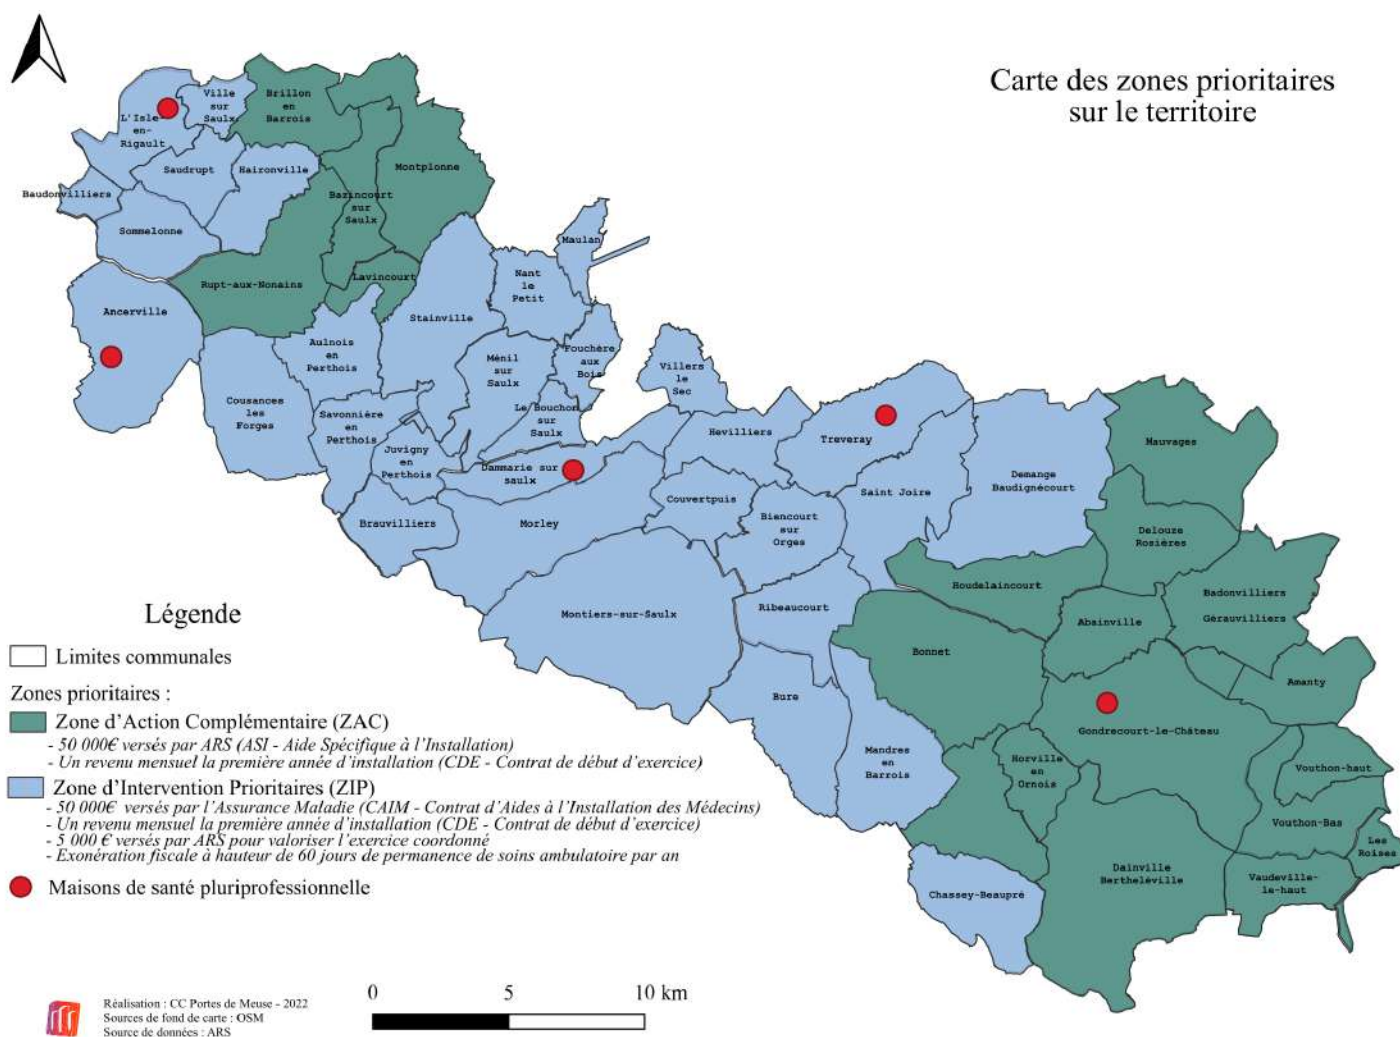 Carte des zones prioritaires
sur le territoire
Ville
sur
Saulx
Brillon
en
Barrois
L'Isle-
en-
Rigault
Saudrupt
Haironville
Montplonne
Baudonvilliers
Bazincourt
sur
Saulx
Sommelonne
Maulan
Rupt-aux-Nonains
Lavincourt
Nant
le
Petit
Ancerville
Stainville
Aulnois
en
Perthois
Ménil
sur
Saulx
Fouchère
aux
Bois
Villers
le
Sec
Cousances
les
Forges
Savonnière
en
Perthois
Le Bouchon
sur
Saulx
Juvigny
en
Perthois
Hevilliers
Treveray
Mauvages
Dammarie sur
saulx
Demange
Baudignécourt
Couvertpuis
Saint Joire
Brauvilliers
Morley
Biencourt
sur
Orges
Delouze
Rosières
Houdelaincourt
Badonvilliers
Gérauvilliers
Montiers-sur-Saulx
Ribeaucourt
Abainville
Bonnet
Amanty
Bure
Gondrecourt-le-Château
Mandres
en
Barrois
Horville
en
Ornois
Vouthon-haut
Vouthon-Bas
Les
Roises
Dainville
Bertheléville
Vaudeville-
le-haut
Chassey-Beaupré
Légende
Limites communales
Zones prioritaires :
Zone d'Action Complémentaire (ZAC)
- 50 000€ versés par ARS (ASI - Aide Spécifique à l'Installation)
- Un revenu mensuel la première année d'installation (CDE - Contrat de début d'exercice)
Zone d'Intervention Prioritaires (ZIP)
- 50 000€ versés par l'Assurance Maladie (CAIM - Contrat d'Aides à l'Installation des Médecins)
- Un revenu mensuel la première année d'installation (CDE - Contrat de début d'exercice)
- 5 000 € versés par ARS pour valoriser l'exercice coordonné
- Exonération fiscale à hauteur de 60 jours de permanence de soins ambulatoire par an
Maisons de santé pluriprofessionnelle
Réalisation : CC Portes de Meuse - 2022
Sources de fond de carte : OSM
Source de données : ARS
0 5 10 km